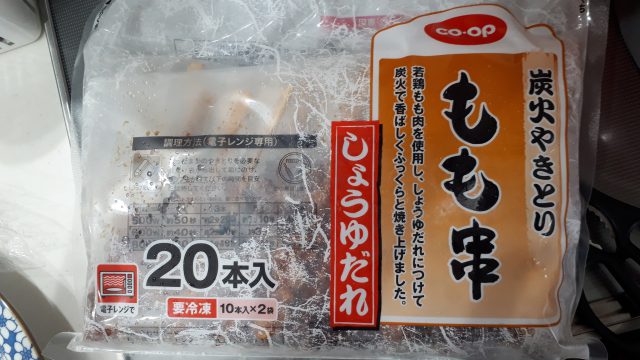 co-op
炭火やきとり
もも串
若鶏もも肉を使用し、しょうゆだれにつけて
炭火で香ばしくふっくらと焼き上げました。
しょうゆだれ
調理方法(電子レンジ専用)
20本入
要冷凍 10本入×2袋
電子レンジで